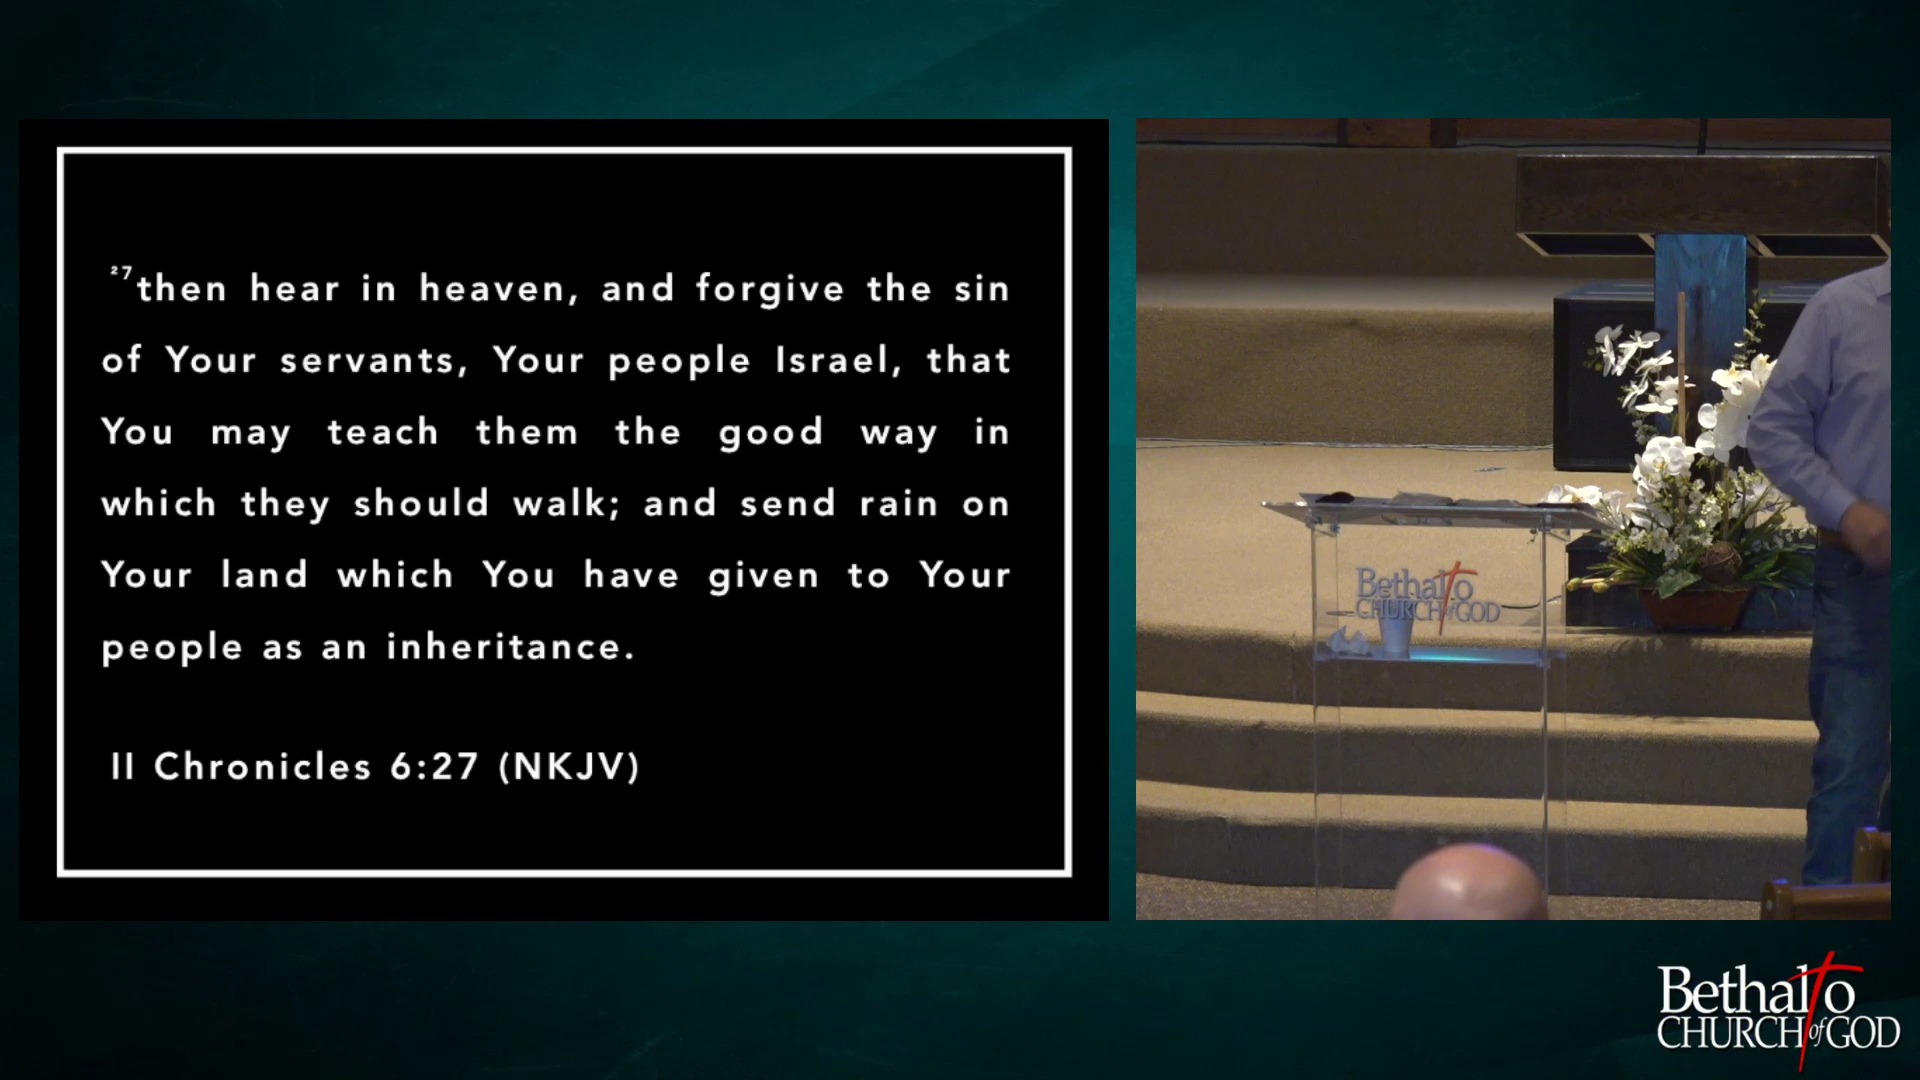 ²⁷then hear in heaven, and forgive the sin
of Your servants, Your people Israel, that
You may teach them the good way in
which they should walk; and send rain on
Your land which You have given to Your
people as an inheritance.
II Chronicles 6:27 (NKJV)
Bethalto
CHURCH of GOD
Bethalto
CHURCH of GOD